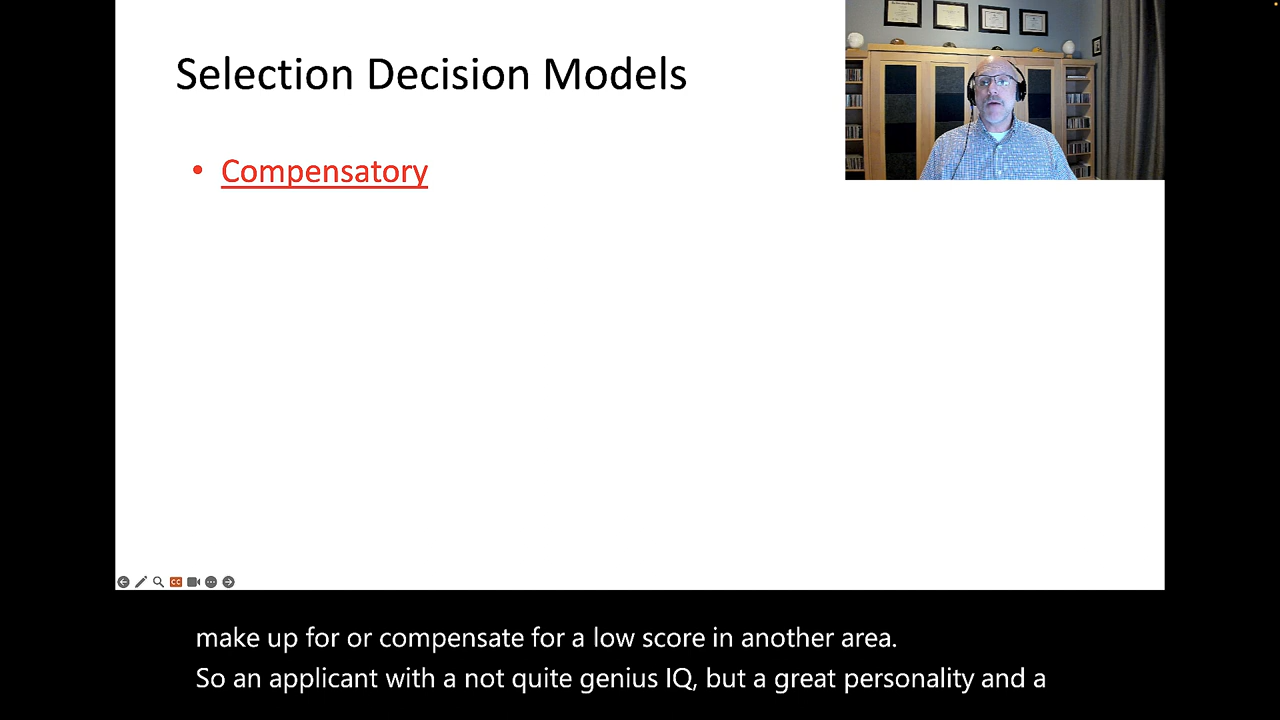 Selection Decision Models
• Compensatory
CC
make up for or compensate for a low score in another area.
So an applicant with a not quite genius IQ, but a great personality and a